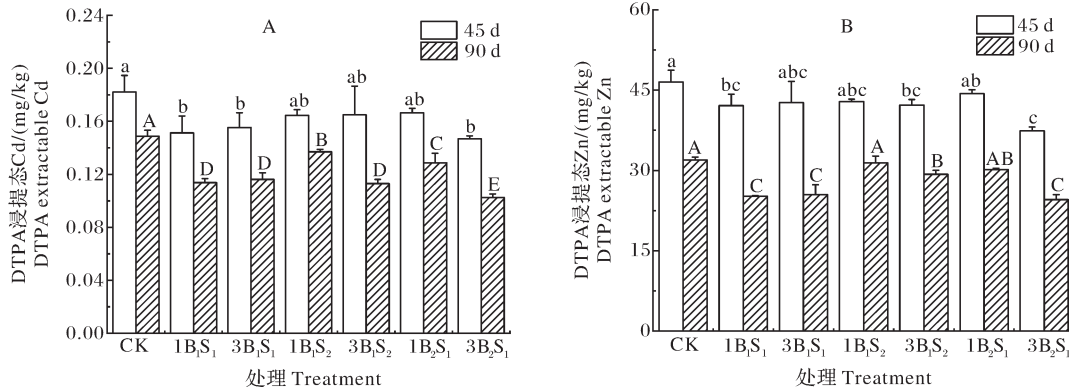 A
45 d
90 d
DTPA浸提态Cd/(mg/kg)
DTPA extractable Cd
0.24
0.20
0.16
0.12
0.08
0.04
0.00
a b b ab ab ab b
A D D B D C E
CK 1B₁S₁ 3B₁S₁ 1B₁S₂ 3B₁S₂ 1B₂S₁ 3B₂S₁
处理 Treatment
B
45 d
90 d
DTPA浸提态Zn/(mg/kg)
DTPA extractable Zn
60
45
30
15
0
a bc abc abc bc ab c
A C C A B AB C
CK 1B₁S₁ 3B₁S₁ 1B₁S₂ 3B₁S₂ 1B₂S₁ 3B₂S₁
处理 Treatment